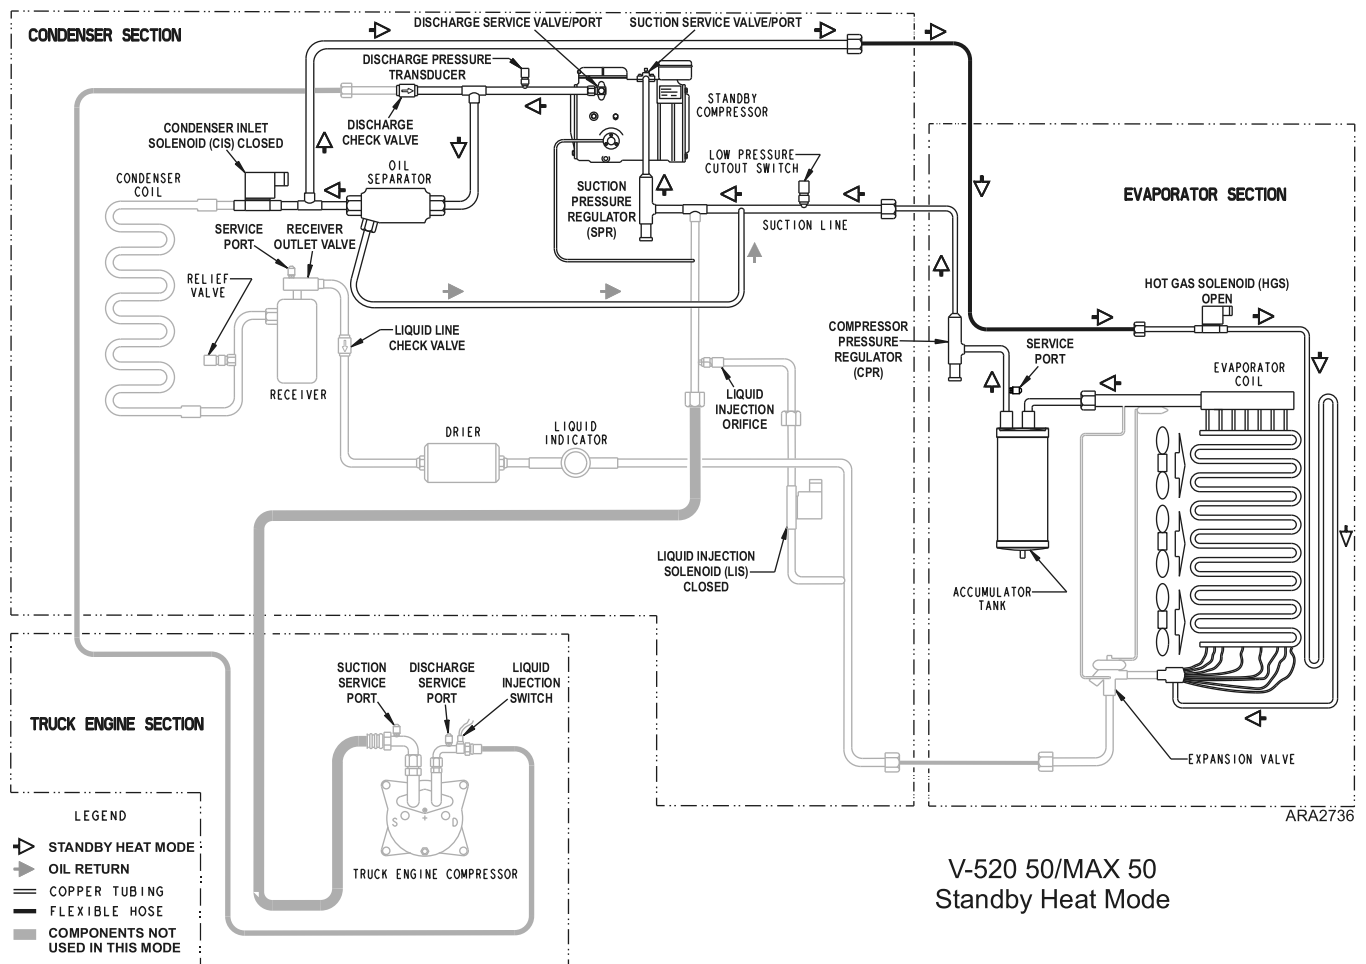 CONDENSER SECTION
DISCHARGE SERVICE VALVE/PORT
SUCTION SERVICE VALVE/PORT
DISCHARGE PRESSURE
TRANSDUCER
STANDBY
COMPRESSOR
DISCHARGE
CHECK VALVE
CONDENSER INLET
SOLENOID (CIS) CLOSED
OIL
SEPARATOR
CONDENSER
COIL
LOW PRESSURE
CUTOUT SWITCH
SUCTION
PRESSURE
REGULATOR
(SPR)
SUCTION LINE
EVAPORATOR SECTION
SERVICE
PORT
RECEIVER
OUTLET VALVE
RELIEF
VALVE
HOT GAS SOLENOID (HGS)
OPEN
LIQUID LINE
CHECK VALVE
COMPRESSOR
PRESSURE
REGULATOR
(CPR)
SERVICE
PORT
EVAPORATOR
COIL
RECEIVER
LIQUID
INJECTION
ORIFICE
DRIER
LIQUID
INDICATOR
LIQUID INJECTION
SOLENOID (LIS)
CLOSED
ACCUMULATOR
TANK
TRUCK ENGINE SECTION
SUCTION
SERVICE
PORT
DISCHARGE
SERVICE
PORT
LIQUID
INJECTION
SWITCH
EXPANSION VALVE
S
D
TRUCK ENGINE COMPRESSOR
LEGEND
STANDBY HEAT MODE
OIL RETURN
COPPER TUBING
FLEXIBLE HOSE
COMPONENTS NOT
USED IN THIS MODE
ARA2736
V-520 50/MAX 50
Standby Heat Mode